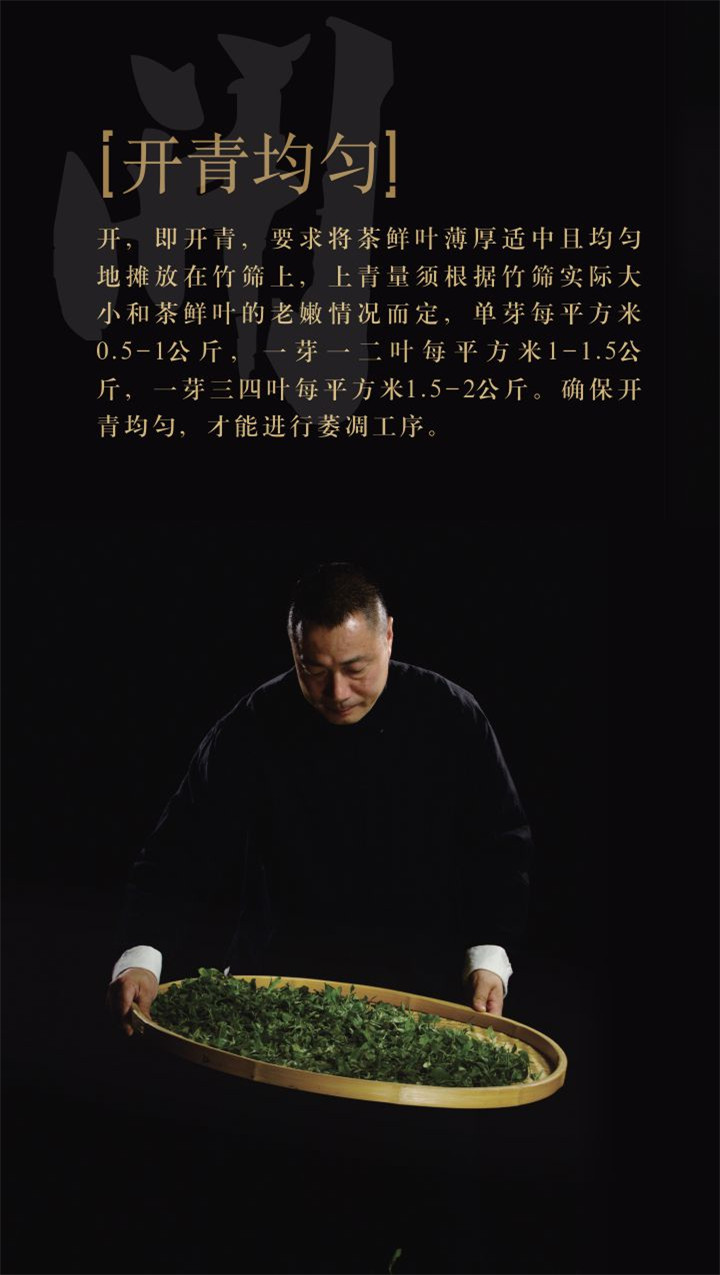 [开青均匀]
开，即开青，要求将茶鲜叶薄厚适中且均匀
地摊放在竹筛上，上青量须根据竹筛实际大
小和茶鲜叶的老嫩情况而定，单芽每平方米
0.5-1公斤，一芽一二叶每平方米1-1.5公
斤，一芽三四叶每平方米1.5-2公斤。确保开
青均匀，才能进行萎凋工序。